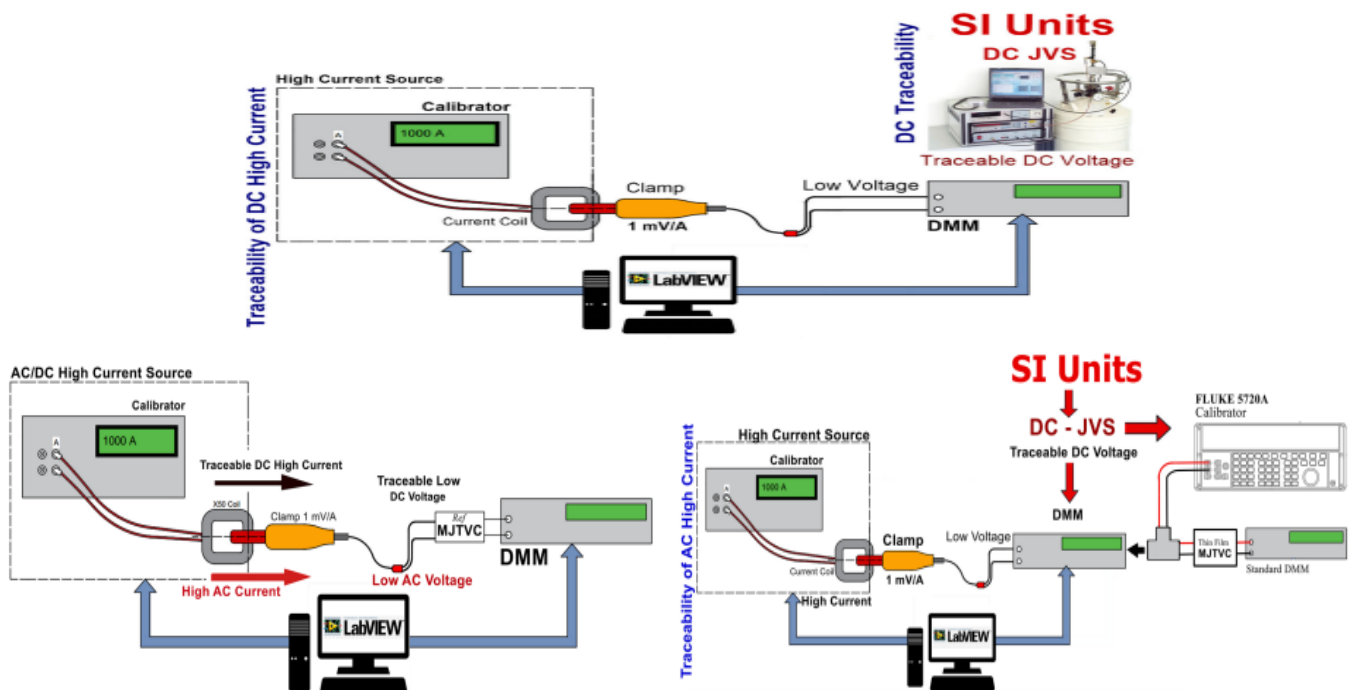 SI Units
DC JVS
DC Traceability
Traceable DC Voltage
Traceability of DC High Current
High Current Source
Calibrator
A
1000 A
Current Coil
Clamp
1 mV/A
Low Voltage
DMM
LabVIEW
AC/DC High Current Source
Calibrator
A
1000 A
Traceable DC High Current
X50 Coil
Clamp 1 mV/A
High AC Current
Traceable Low
DC Voltage
Ref
MJTVC
Low AC Voltage
DMM
LabVIEW
Traceability of AC High Current
High Current Source
Calibrator
A
1000 A
Current Coil
High Current
Clamp
1 mV/A
Low Voltage
SI Units
DC - JVS
Traceable DC Voltage
DMM
FLUKE 5720A
Calibrator
Thin Film
MJTVC
Standard DMM
LabVIEW